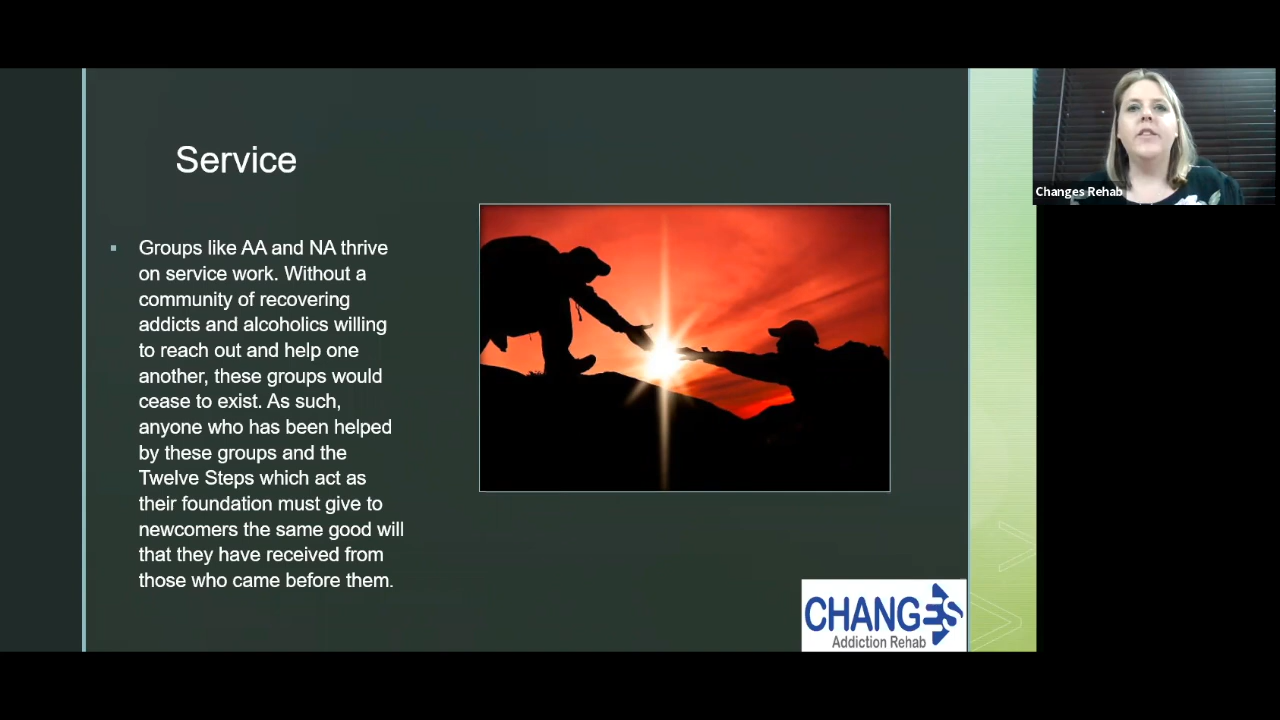 Service
Groups like AA and NA thrive
on service work. Without a
community of recovering
addicts and alcoholics willing
to reach out and help one
another, these groups would
cease to exist. As such,
anyone who has been helped
by these groups and the
Twelve Steps which act as
their foundation must give to
newcomers the same good will
that they have received from
those who came before them.
CHANGES
Addiction Rehab
Changes Rehab